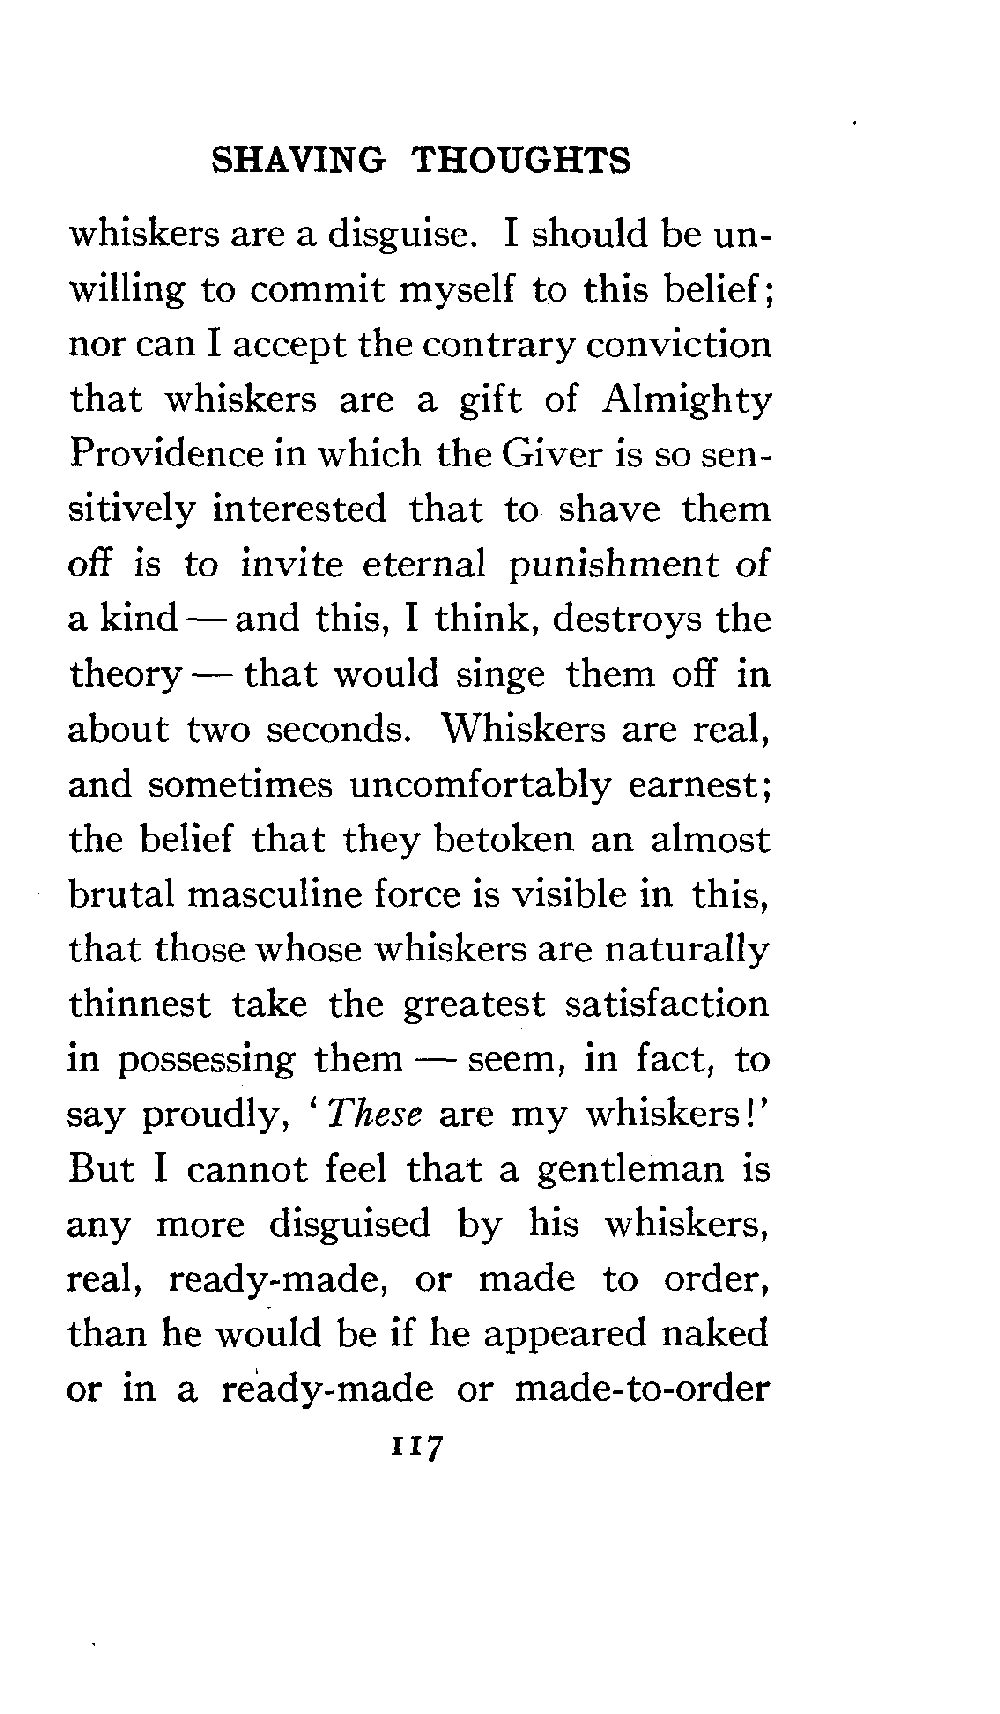 SHAVING THOUGHTS
whiskers are a disguise. I should be un-
willing to commit myself to this belief;
nor can I accept the contrary conviction
that whiskers are a gift of Almighty
Providence in which the Giver is so sen-
sitively interested that to shave them
off is to invite eternal punishment of
a kind — and this, I think, destroys the
theory — that would singe them off in
about two seconds. Whiskers are real,
and sometimes uncomfortably earnest;
the belief that they betoken an almost
brutal masculine force is visible in this,
that those whose whiskers are naturally
thinnest take the greatest satisfaction
in possessing them — seem, in fact, to
say proudly, ‘These are my whiskers!’
But I cannot feel that a gentleman is
any more disguised by his whiskers,
real, ready-made, or made to order,
than he would be if he appeared naked
or in a ready-made or made-to-order
117